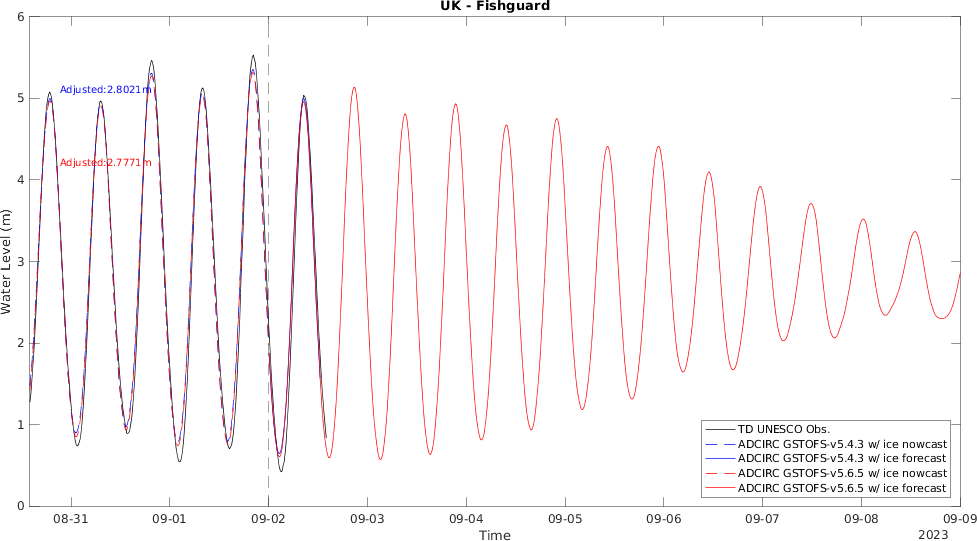 UK - Fishguard
6
5
4
3
2
1
0
Water Level (m)
Adjusted:2.8021m
Adjusted:2.7771m
TD UNESCO Obs.
ADCIRC GSTOFS-v5.4.3 w/ ice nowcast
ADCIRC GSTOFS-v5.4.3 w/ ice forecast
ADCIRC GSTOFS-v5.6.5 w/ ice nowcast
ADCIRC GSTOFS-v5.6.5 w/ ice forecast
08-31 09-01 09-02 09-03 09-04 09-05 09-06 09-07 09-08 09-09
Time
2023